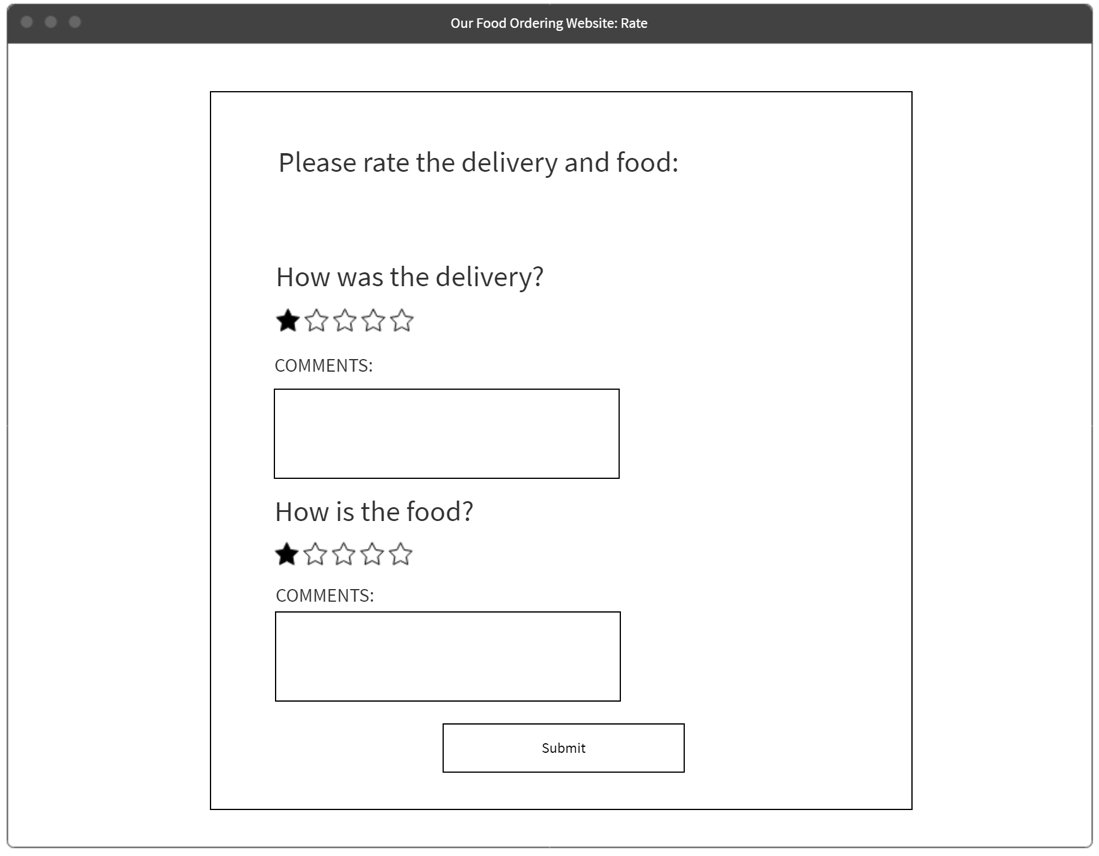 Our Food Ordering Website: Rate
Please rate the delivery and food:
How was the delivery?
COMMENTS:
How is the food?
COMMENTS:
Submit